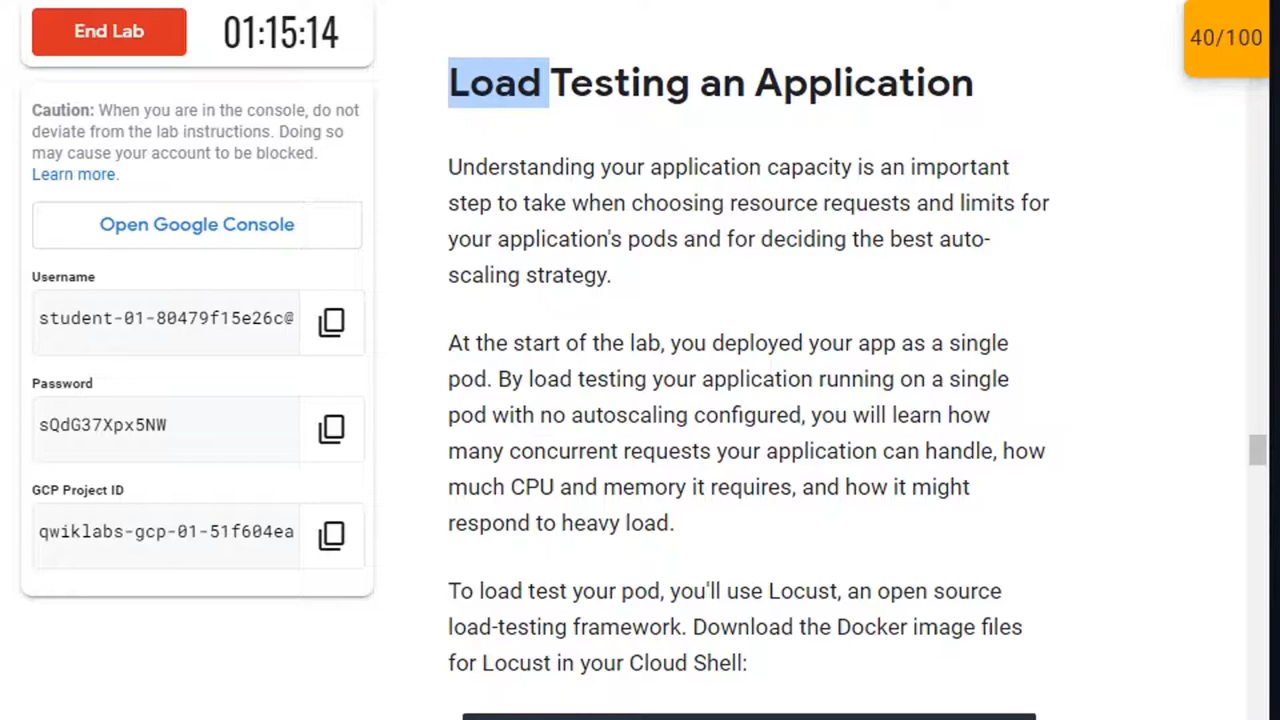 End Lab
01:15:14
Caution: When you are in the console, do not
deviate from the lab instructions. Doing so
may cause your account to be blocked.
Learn more.
Open Google Console
Username
student-01-80479f15e26c@
Password
sQdG37Xpx5NW
GCP Project ID
qwiklabs-gcp-01-51f604ea
40/100
Load Testing an Application
Understanding your application capacity is an important
step to take when choosing resource requests and limits for
your application's pods and for deciding the best auto-
scaling strategy.
At the start of the lab, you deployed your app as a single
pod. By load testing your application running on a single
pod with no autoscaling configured, you will learn how
many concurrent requests your application can handle, how
much CPU and memory it requires, and how it might
respond to heavy load.
To load test your pod, you'll use Locust, an open source
load-testing framework. Download the Docker image files
for Locust in your Cloud Shell: